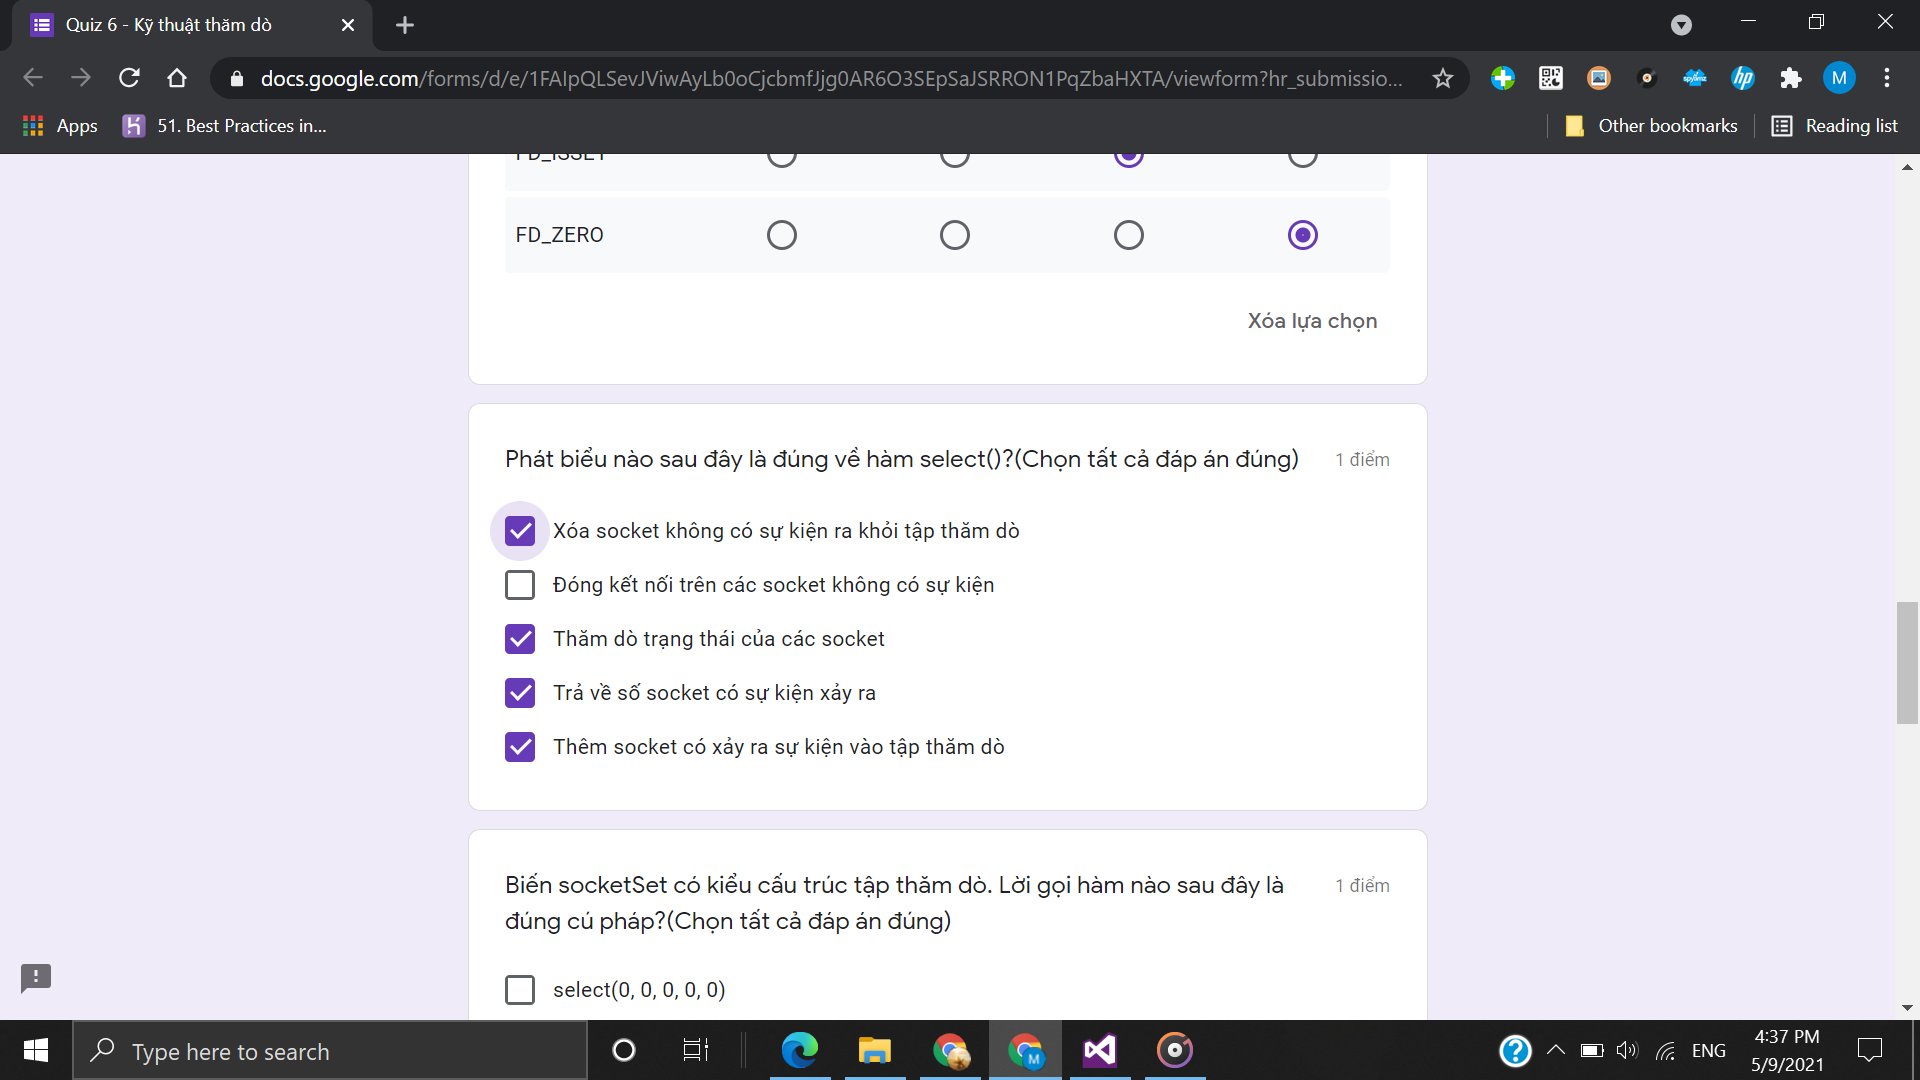 Quiz 6 - Kỹ thuật thăm dò
docs.google.com/forms/d/e/1FAIpQLSevJViwAyLb0oCjcbmfJjg0AR6O3SEpSaJSRRON1PqZbaHXTA/viewform?hr_submissio...
M
Apps
51. Best Practices in...
Other bookmarks
Reading list
FD_ISSET
FD_ZERO
Xóa lựa chọn
Phát biểu nào sau đây là đúng về hàm select()?(Chọn tất cả đáp án đúng)
1 điểm
Xóa socket không có sự kiện ra khỏi tập thăm dò
Đóng kết nối trên các socket không có sự kiện
Thăm dò trạng thái của các socket
Trả về số socket có sự kiện xảy ra
Thêm socket có xảy ra sự kiện vào tập thăm dò
Biến socketSet có kiểu cấu trúc tập thăm dò. Lời gọi hàm nào sau đây là
1 điểm
đúng cú pháp?(Chọn tất cả đáp án đúng)
select(0, 0, 0, 0, 0)
Type here to search
ENG
4:37 PM
5/9/2021